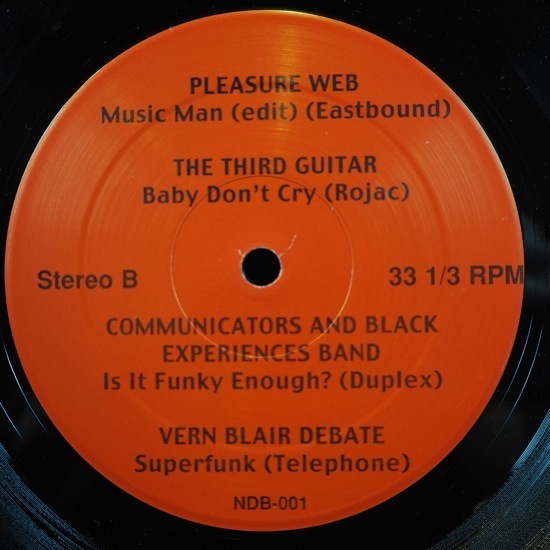 PLEASURE WEB
Music Man (edit) (Eastbound)
THE THIRD GUITAR
Baby Don't Cry (Rojac)
Stereo B
33 1/3 RPM
COMMUNICATORS AND BLACK
EXPERIENCES BAND
Is It Funky Enough? (Duplex)
VERN BLAIR DEBATE
Superfunk (Telephone)
NDB-001